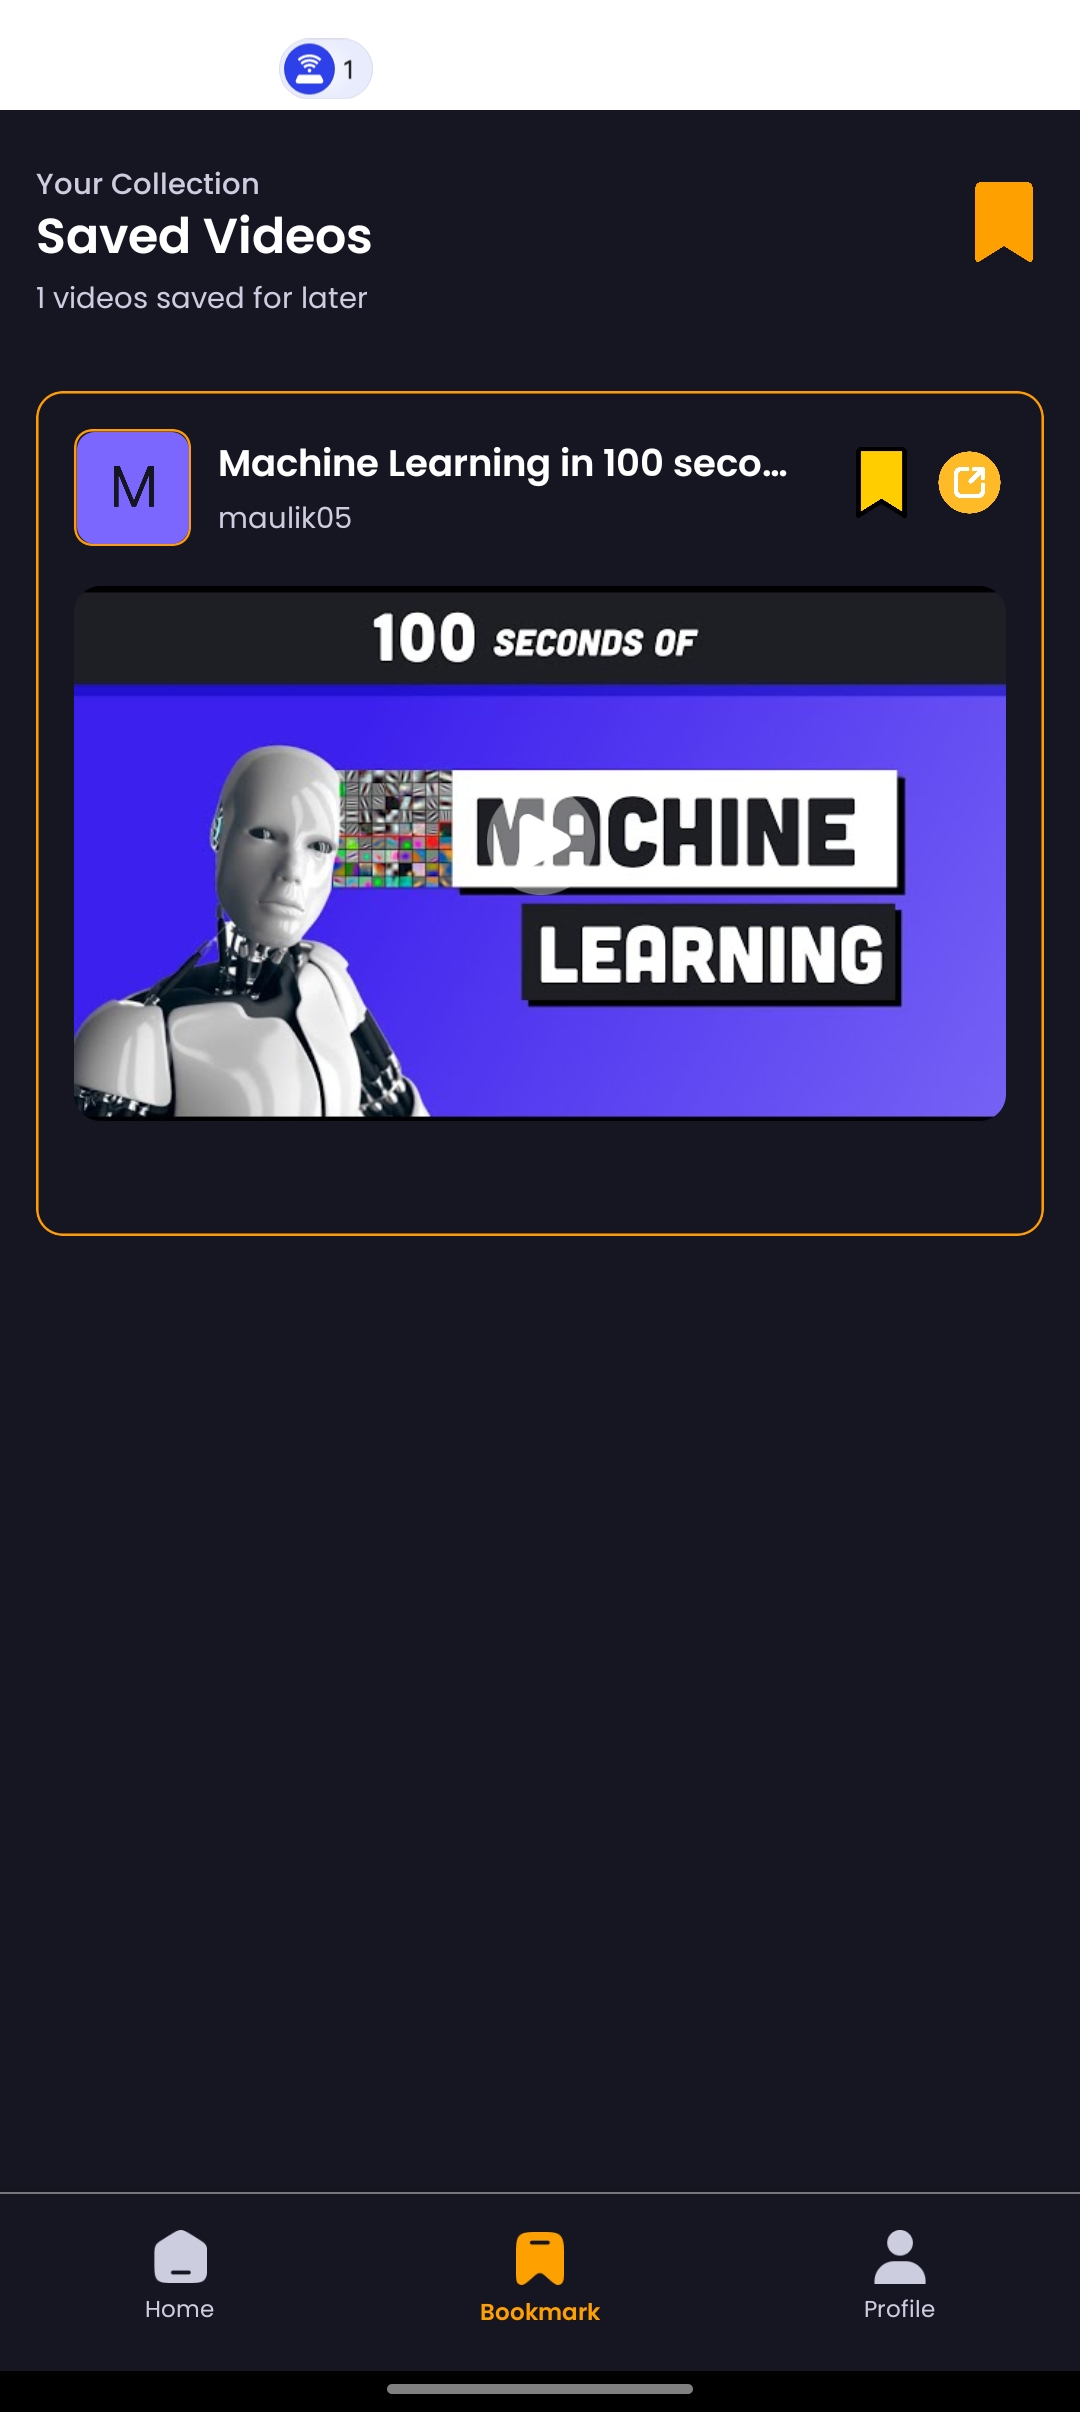 1
Your Collection
Saved Videos
1 videos saved for later
M
Machine Learning in 100 seco...
maulik05
100 SECONDS OF
MACHINE
LEARNING
Home
Bookmark
Profile